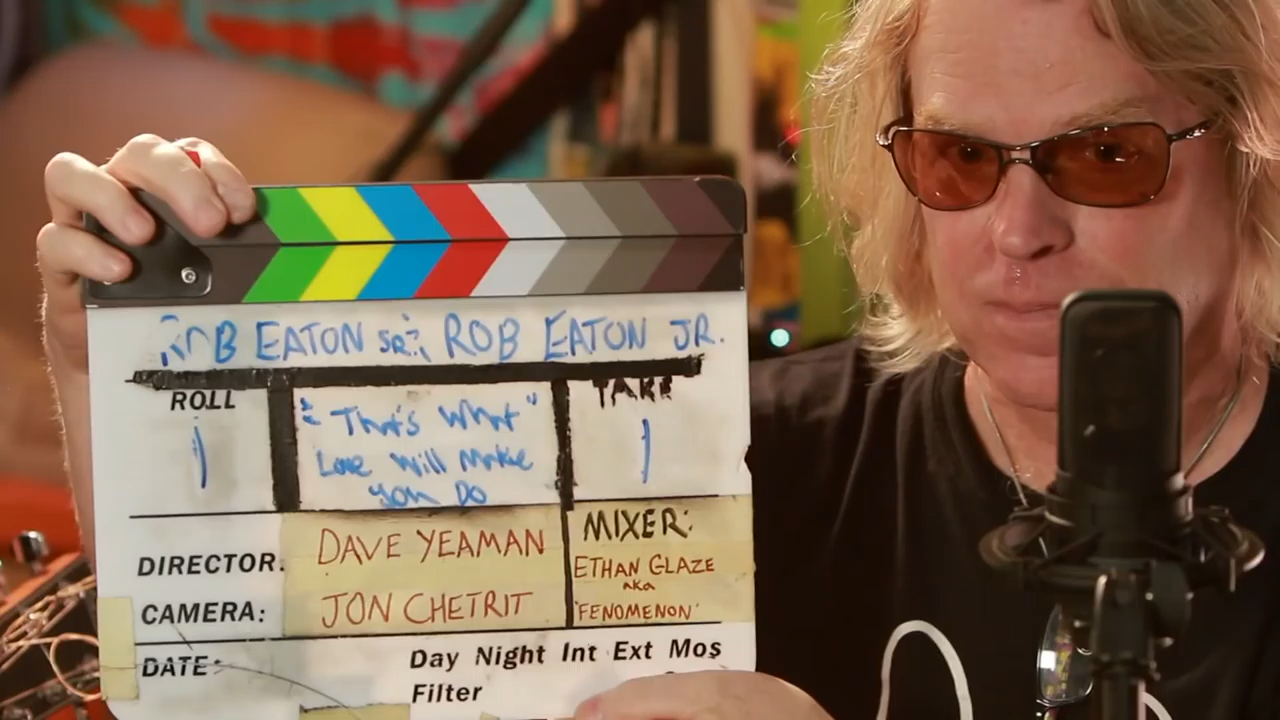 ROB EATON SR. ; ROB EATON JR.
ROLL
TAKE
1
"That's What"
Love Will Make
You Do
1
DIRECTOR.
DAVE YEAMAN
MIXER:
ETHAN GLAZE
aka
'FENOMENON'
CAMERA:
JON CHETRIT
DATE:
Day Night Int Ext Mos
Filter